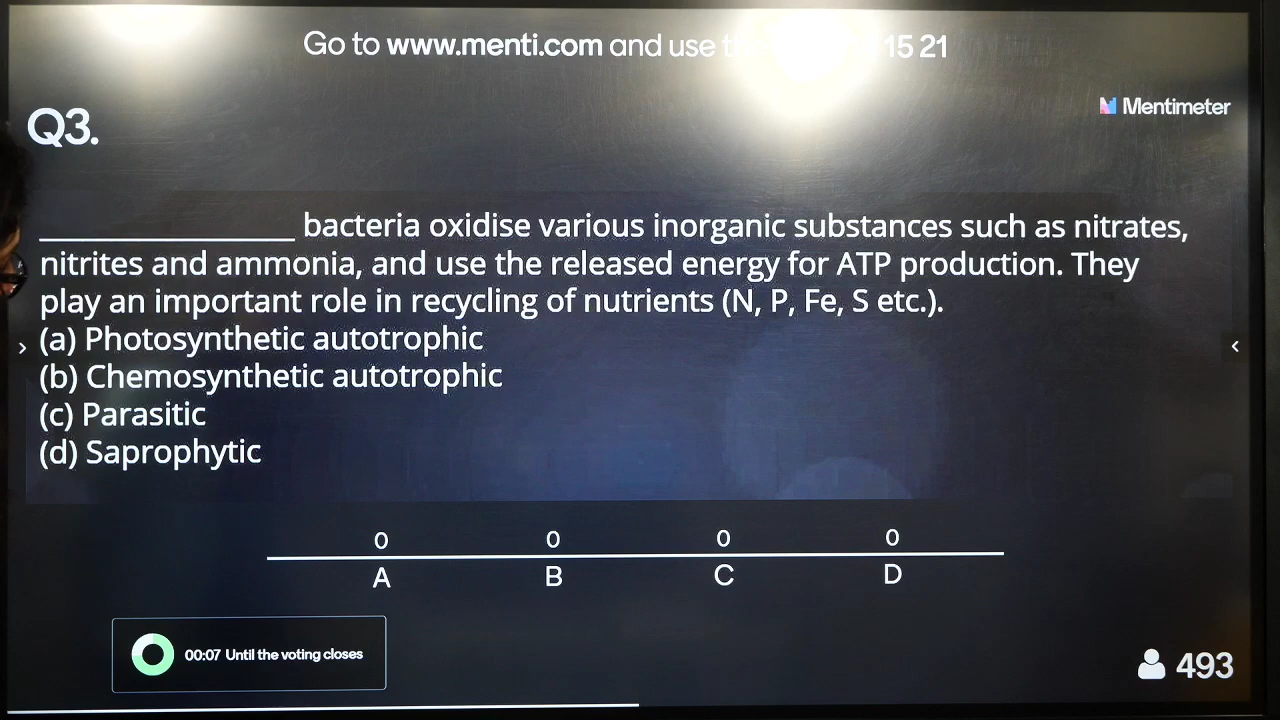 Go to www.menti.com and use 15 21
Mentimeter
Q3.
____________ bacteria oxidise various inorganic substances such as nitrates,
nitrites and ammonia, and use the released energy for ATP production. They
play an important role in recycling of nutrients (N, P, Fe, S etc.).
(a) Photosynthetic autotrophic
(b) Chemosynthetic autotrophic
(c) Parasitic
(d) Saprophytic
0 0 0 0
A B C D
00:07 Until the voting closes
493